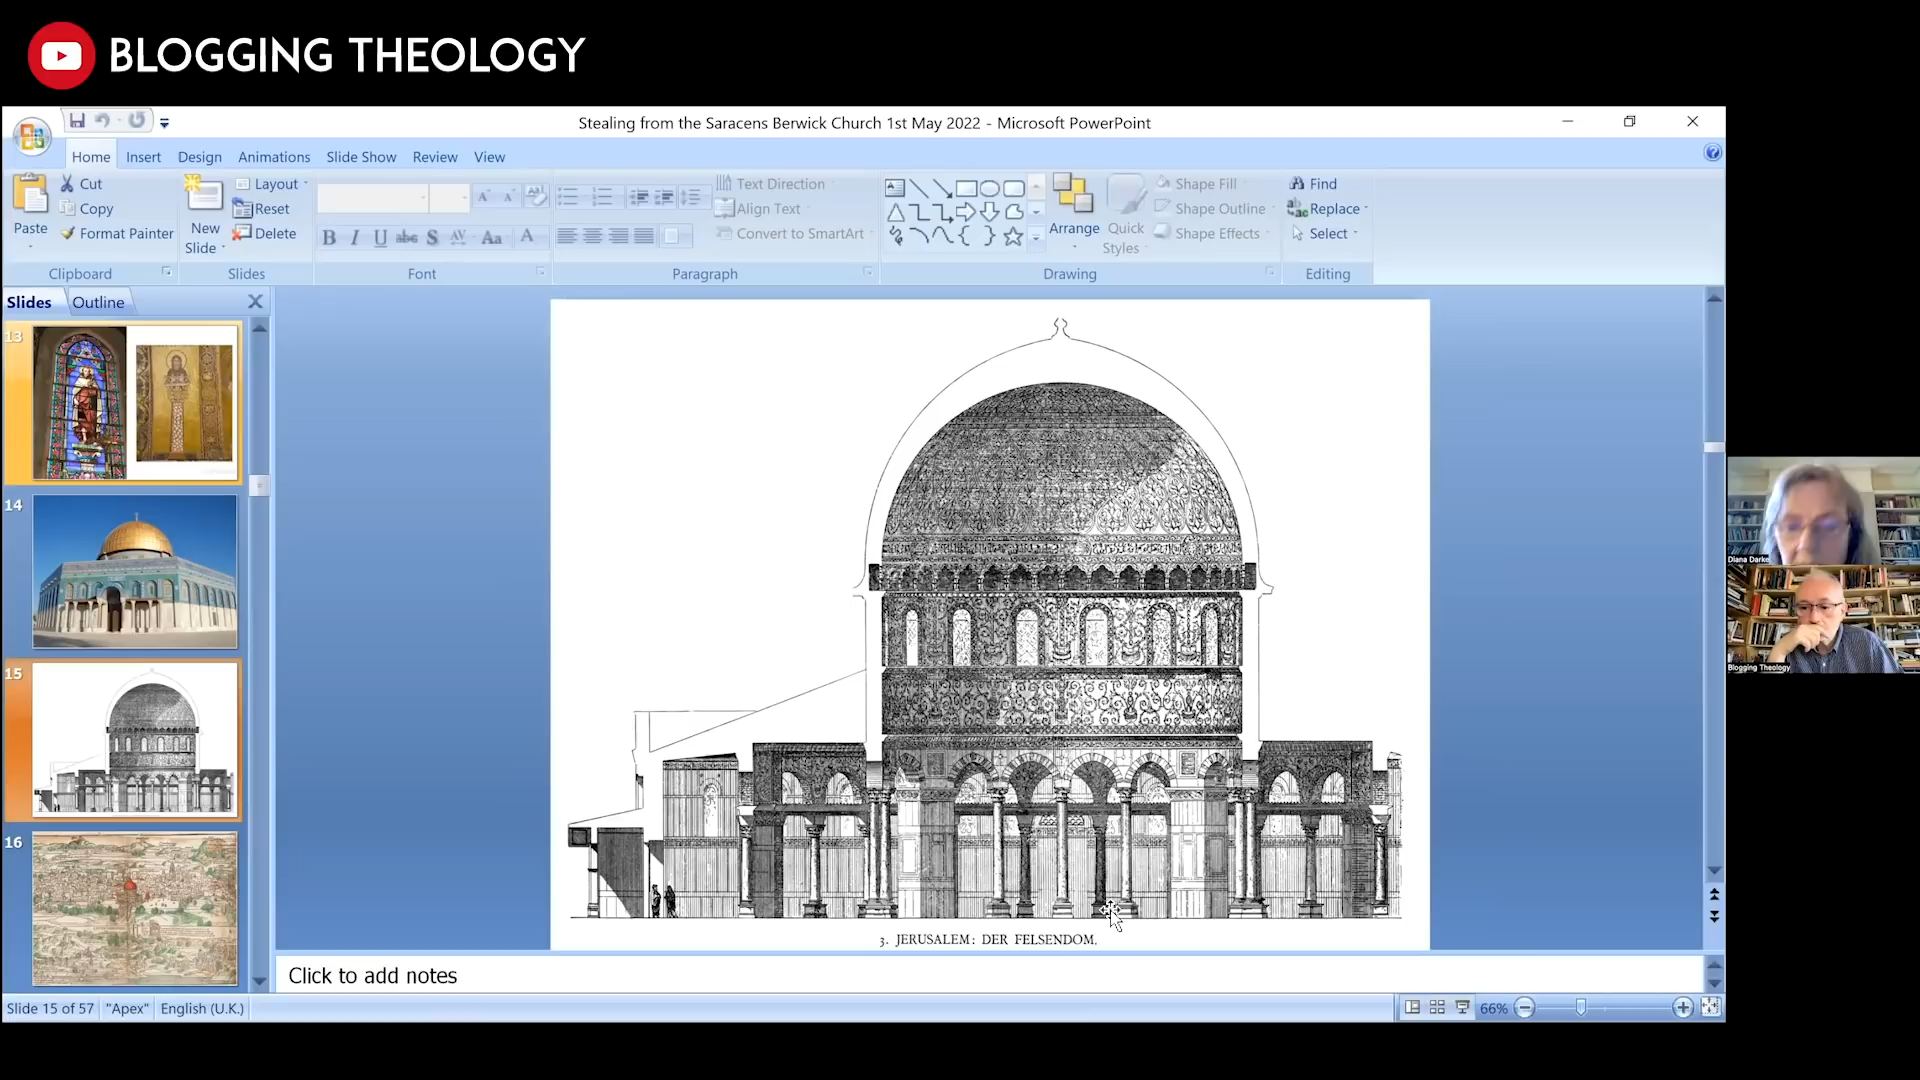 BLOGGING THEOLOGY
Stealing from the Saracens Berwick Church 1st May 2022 - Microsoft PowerPoint
Home Insert Design Animations Slide Show Review View
Paste
Cut
Copy
Format Painter
Clipboard
New
Slide
Layout
Reset
Delete
Slides
B I U abc S AV Aa A
Font
Text Direction
Align Text
Convert to SmartArt
Paragraph
Arrange
Quick
Styles
Shape Fill
Shape Outline
Shape Effects
Drawing
Find
Replace
Select
Editing
Slides Outline
13
14
15
16
3. JERUSALEM: DER FELSENDOM.
Diana Darke
Blogging Theology
Click to add notes
Slide 15 of 57 "Apex" English (U.K.) 66%